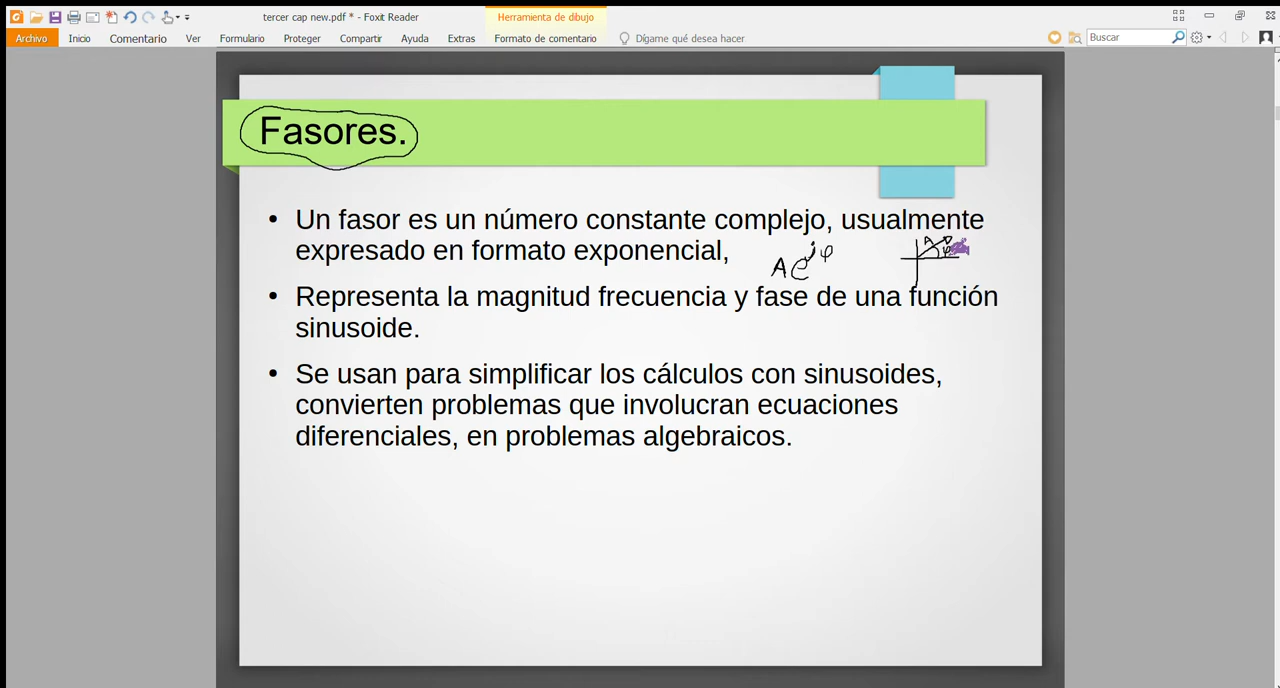 tercer cap new.pdf * - Foxit Reader
Herramienta de dibujo
Archivo Inicio Comentario Ver Formulario Proteger Compartir Ayuda Extras Formato de comentario Dígame qué desea hacer Buscar
Fasores.
• Un fasor es un número constante complejo, usualmente
expresado en formato exponencial, A e^jφ
A φ
• Representa la magnitud frecuencia y fase de una función
sinusoide.
• Se usan para simplificar los cálculos con sinusoides,
convierten problemas que involucran ecuaciones
diferenciales, en problemas algebraicos.